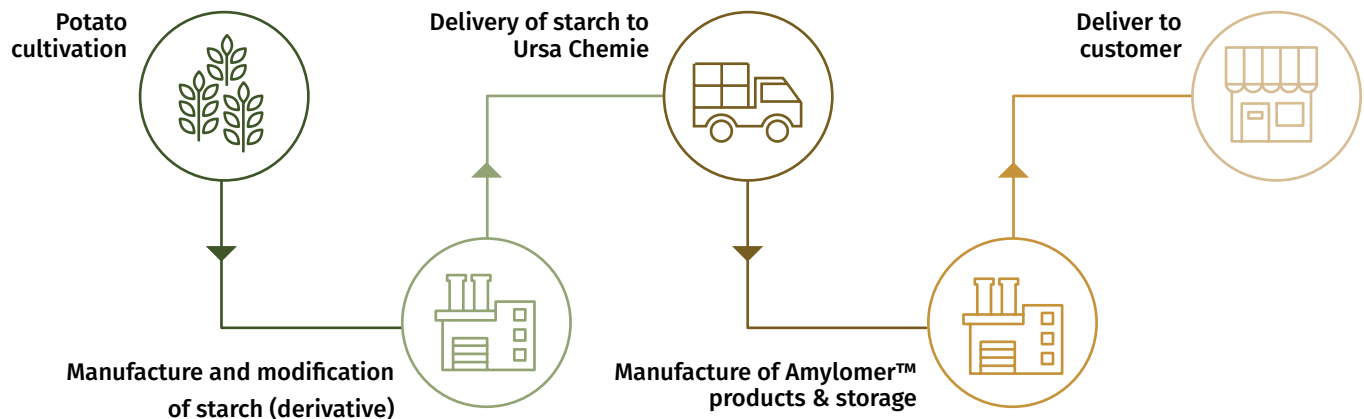 Potato
cultivation
Manufacture and modification
of starch (derivative)
Delivery of starch to
Ursa Chemie
Manufacture of Amylomer™
products & storage
Deliver to
customer